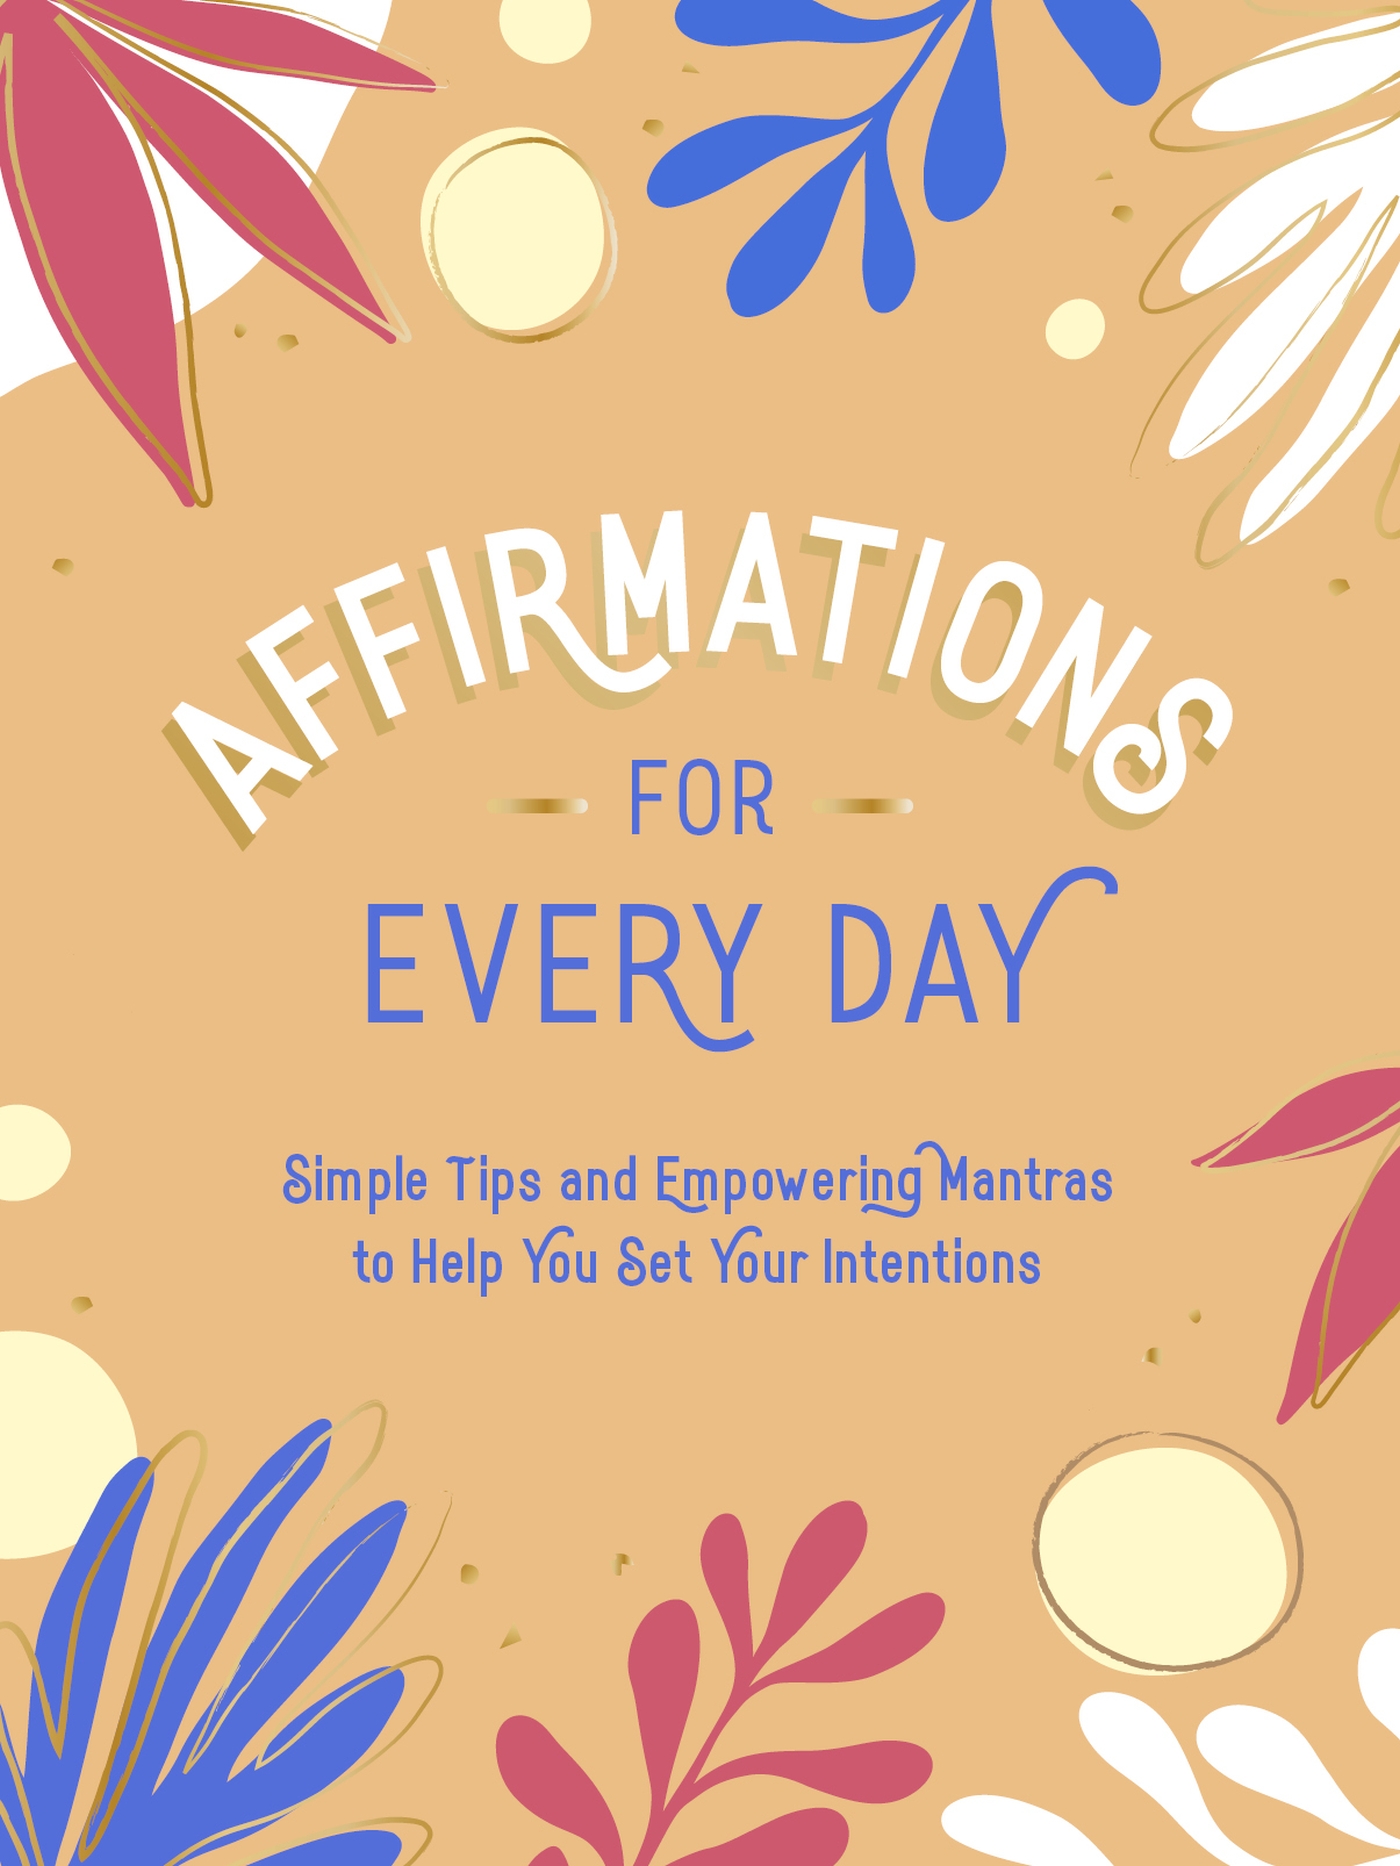 AFFIRMATIONS
FOR
EVERY DAY
Simple Tips and Empowering Mantras
to Help You Set Your Intentions